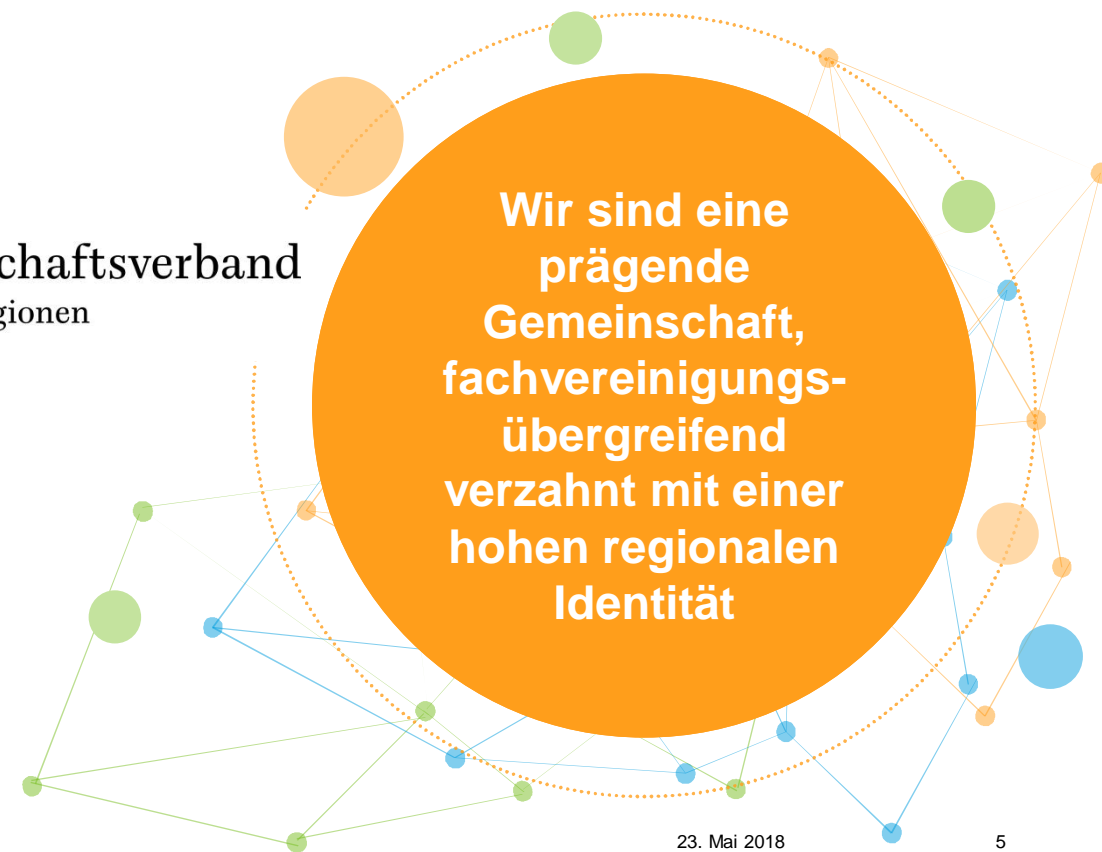 chaftsverband
gionen
Wir sind eine
prägende
Gemeinschaft,
fachvereinigungs-
übergreifend
verzahnt mit einer
hohen regionalen
Identität
23. Mai 2018 5